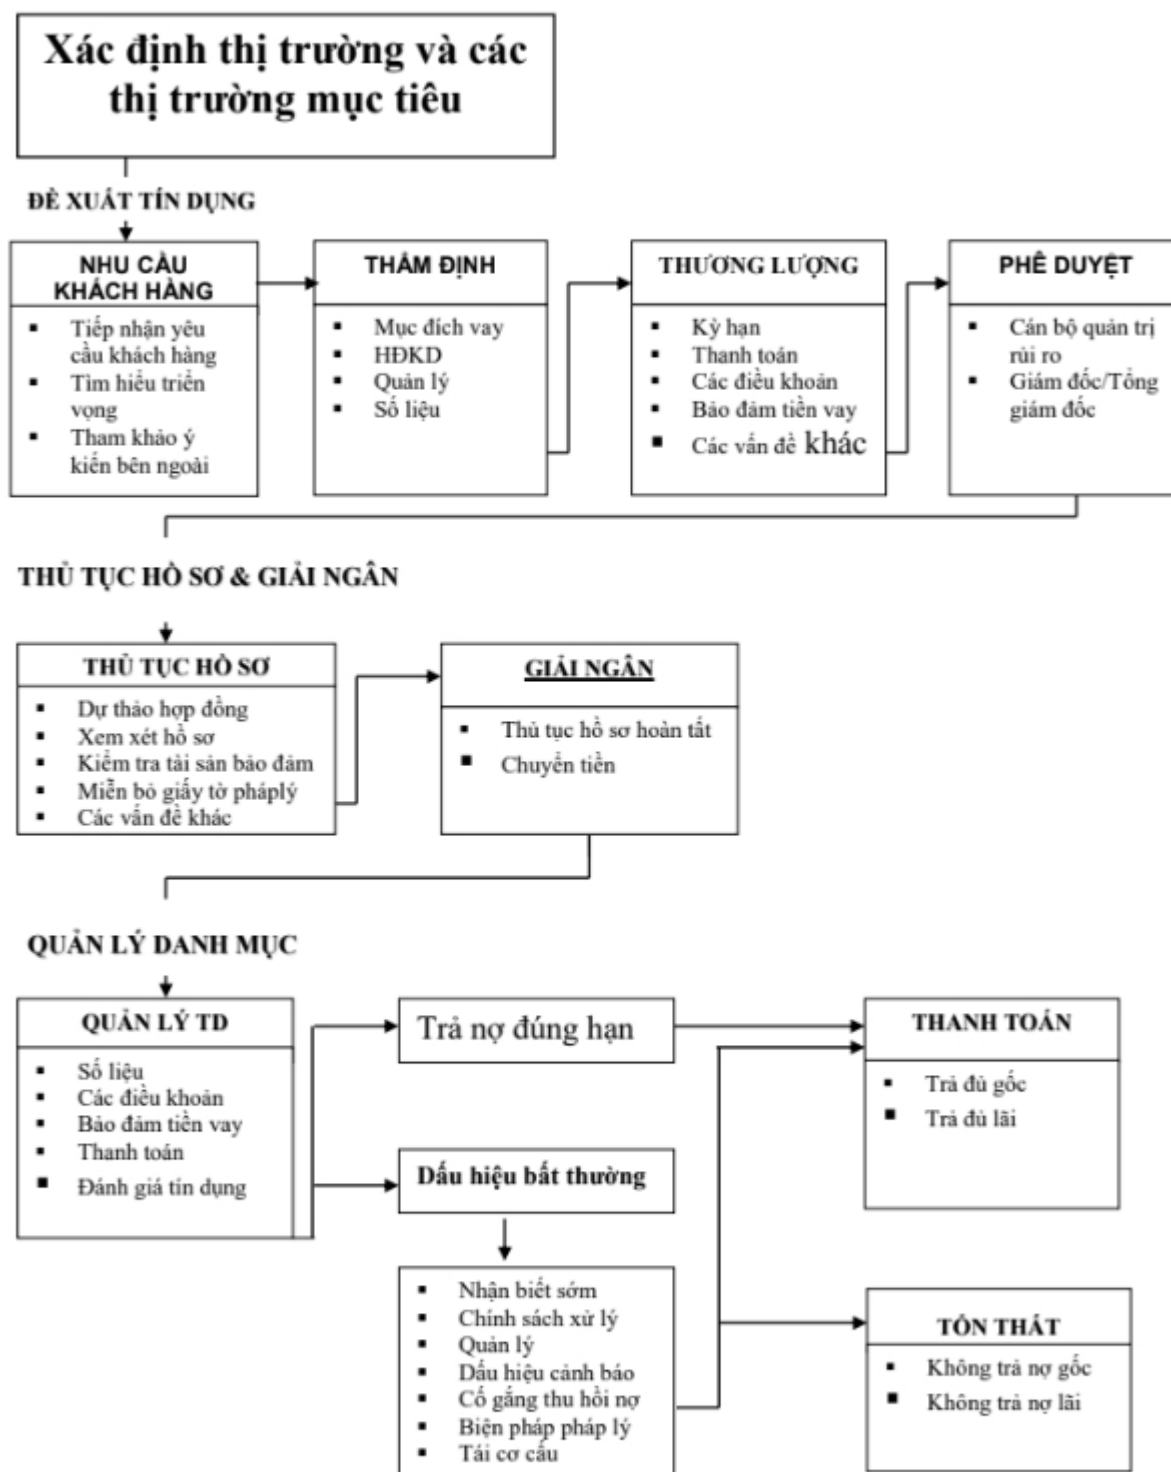 Xác định thị trường và các
thị trường mục tiêu
ĐỀ XUẤT TÍN DỤNG
NHU CẦU
KHÁCH HÀNG
▪ Tiếp nhận yêu
cầu khách hàng
▪ Tìm hiểu triển
vọng
▪ Tham khảo ý
kiến bên ngoài
THẨM ĐỊNH
▪ Mục đích vay
▪ HĐKD
▪ Quản lý
▪ Số liệu
THƯƠNG LƯỢNG
▪ Kỳ hạn
▪ Thanh toán
▪ Các điều khoản
▪ Bảo đảm tiền vay
▪ Các vấn đề khác
PHÊ DUYỆT
▪ Cán bộ quản trị
rủi ro
▪ Giám đốc/Tổng
giám đốc
THỦ TỤC HỒ SƠ & GIẢI NGÂN
THỦ TỤC HỒ SƠ
▪ Dự thảo hợp đồng
▪ Xem xét hồ sơ
▪ Kiểm tra tài sản bảo đảm
▪ Miễn bỏ giấy tờ pháplý
▪ Các vấn đề khác
GIẢI NGÂN
▪ Thủ tục hồ sơ hoàn tất
▪ Chuyển tiền
QUẢN LÝ DANH MỤC
QUẢN LÝ TD
▪ Số liệu
▪ Các điều khoản
▪ Bảo đảm tiền vay
▪ Thanh toán
▪ Đánh giá tín dụng
Trả nợ đúng hạn
Dấu hiệu bất thường
▪ Nhận biết sớm
▪ Chính sách xử lý
▪ Quản lý
▪ Dấu hiệu cảnh báo
▪ Cố gắng thu hồi nợ
▪ Biện pháp pháp lý
▪ Tái cơ cấu
THANH TOÁN
▪ Trả đủ gốc
▪ Trả đủ lãi
TỔN THẤT
▪ Không trả nợ gốc
▪ Không trả nợ lãi